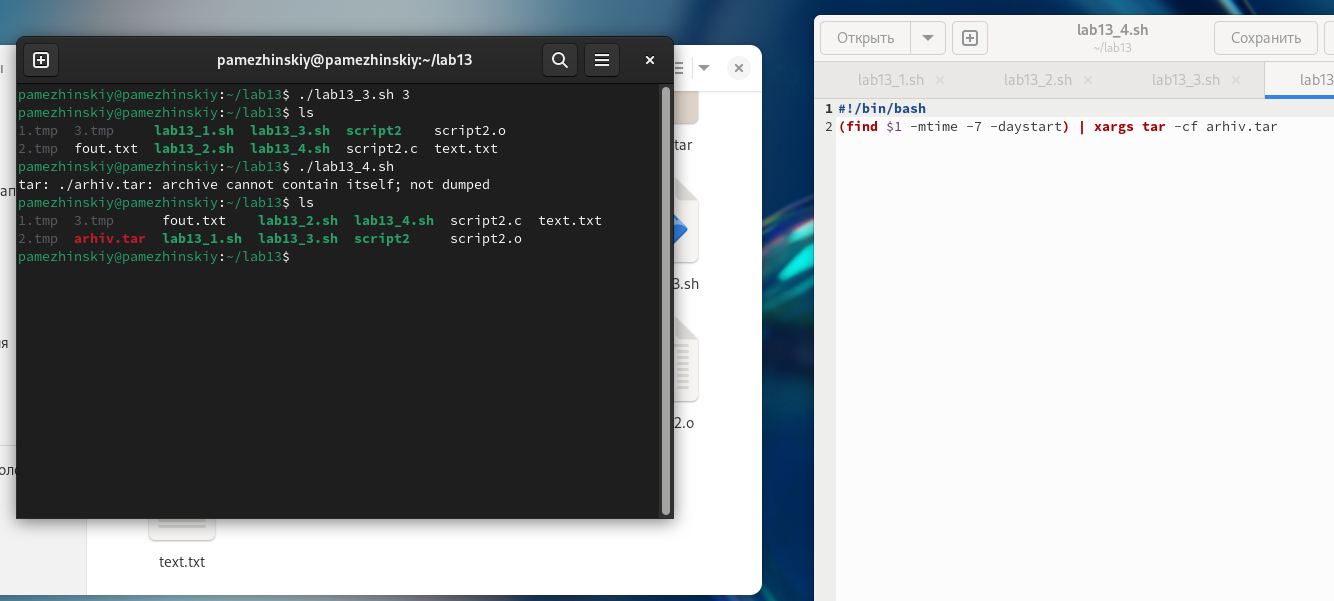 pamezhinskiy@pamezhinskiy:~/lab13
pamezhinskiy@pamezhinskiy:~/lab13$ ./lab13_3.sh 3
pamezhinskiy@pamezhinskiy:~/lab13$ ls
1.tmp  3.tmp     lab13_1.sh  lab13_3.sh  script2    script2.o
2.tmp  fout.txt  lab13_2.sh  lab13_4.sh  script2.c  text.txt
pamezhinskiy@pamezhinskiy:~/lab13$ ./lab13_4.sh
tar: ./arhiv.tar: archive cannot contain itself; not dumped
pamezhinskiy@pamezhinskiy:~/lab13$ ls
1.tmp  3.tmp      fout.txt    lab13_2.sh  lab13_4.sh  script2.c  text.txt
2.tmp  arhiv.tar  lab13_1.sh  lab13_3.sh  script2     script2.o
pamezhinskiy@pamezhinskiy:~/lab13$
tar
3.sh
2.o
text.txt
Открыть
lab13_4.sh
~/lab13
Сохранить
lab13_1.sh × lab13_2.sh × lab13_3.sh × lab13
1 #!/bin/bash
2 (find $1 -mtime -7 -daystart) | xargs tar -cf arhiv.tar